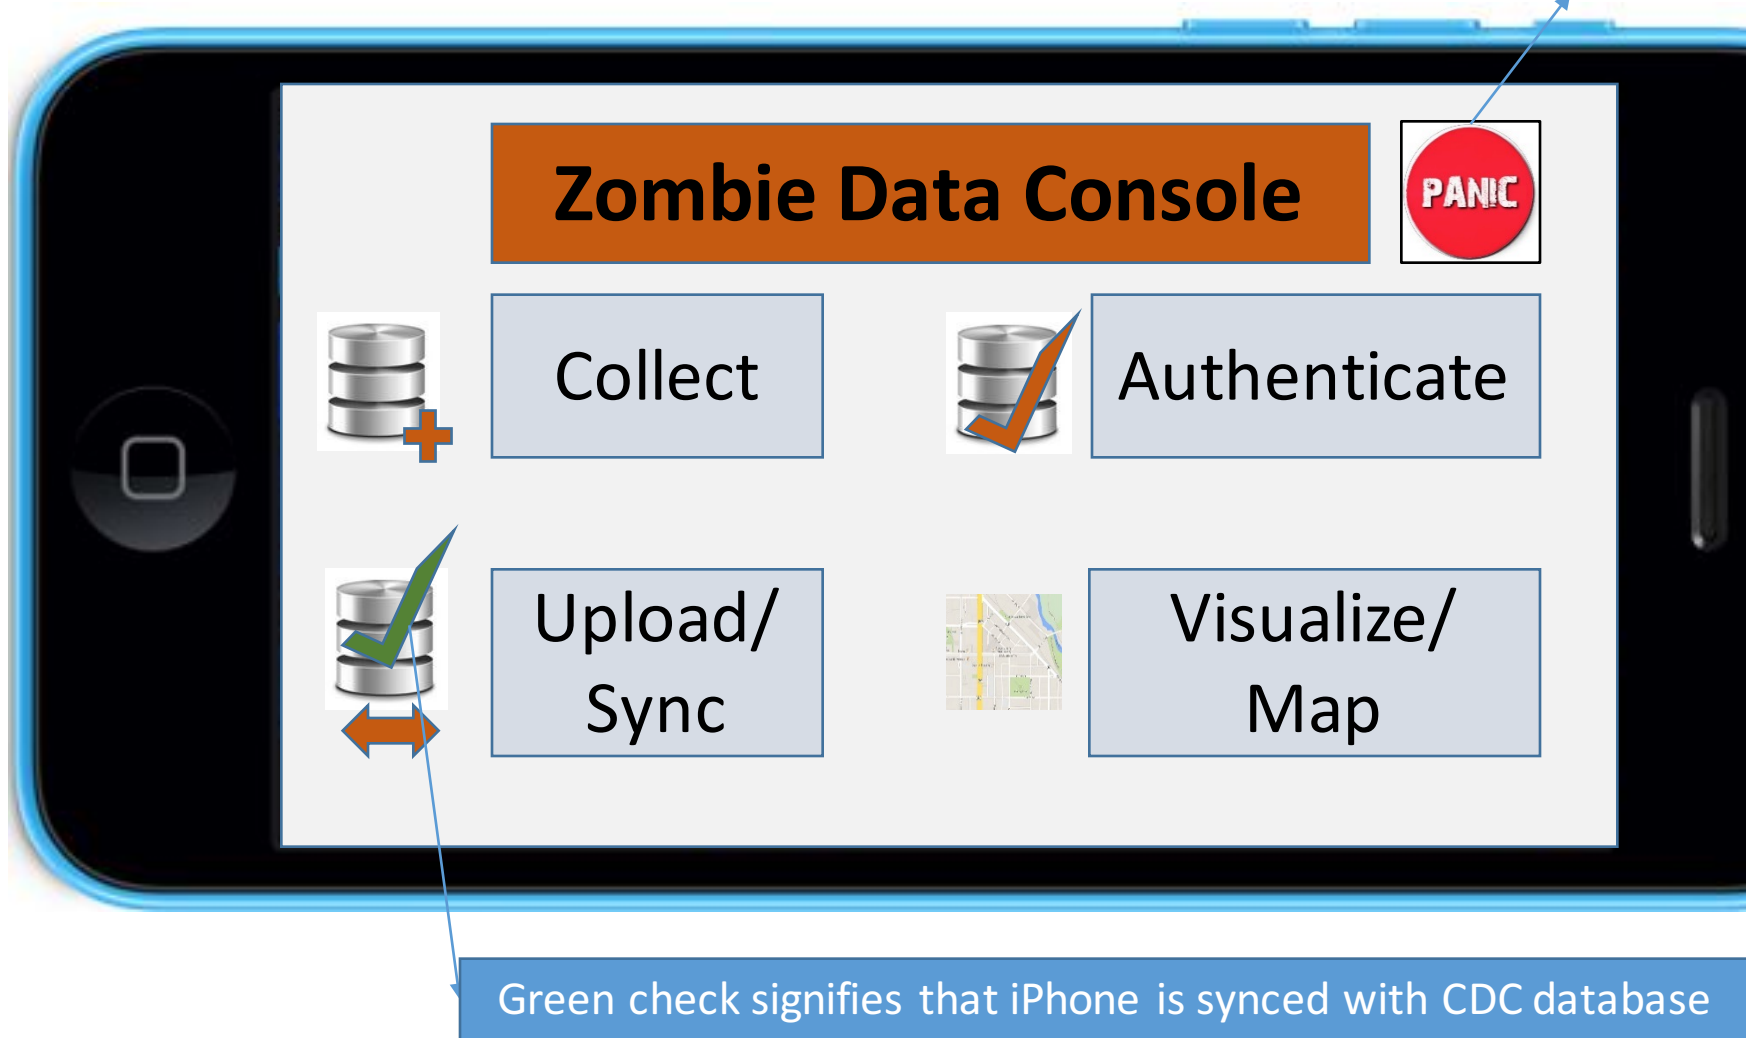 Zombie Data Console
PANIC
Collect
Authenticate
Upload/
Sync
Visualize/
Map
Green check signifies that iPhone is synced with CDC database